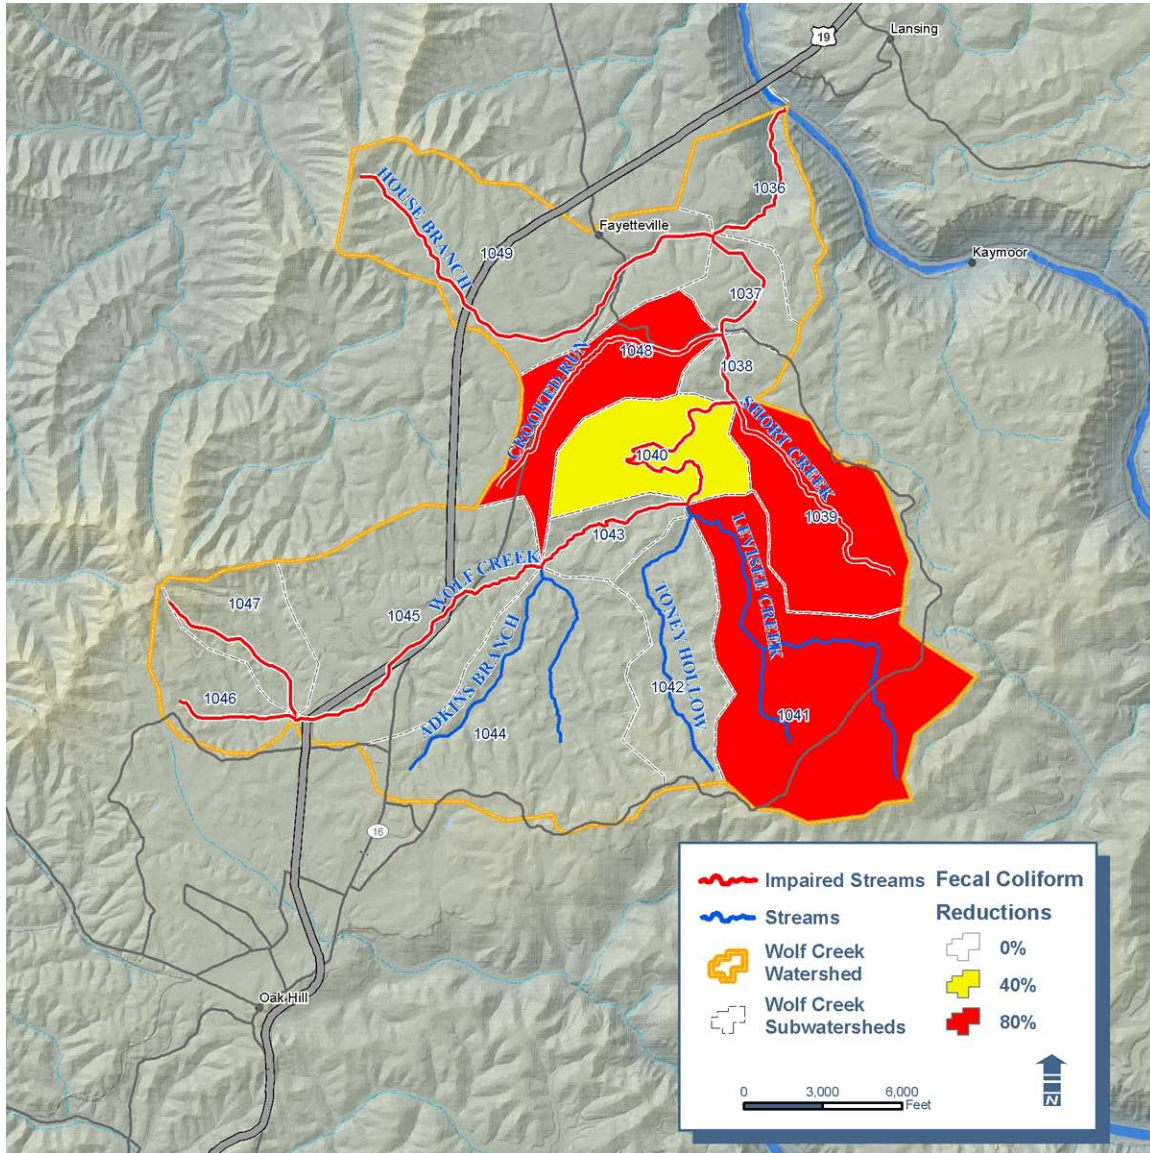 Lansing
19
1036
HOUSE BRANCH
Fayetteville
1049
Kaymoor
1037
1048
1038
CROOKED RUN
SHORT CREEK
1040
1039
1043
LEVISEE CREEK
WOLF CREEK
TONEY HOLLOW
1047
1045
1046
ADKINS BRANCH
1042
1041
1044
16
Oak Hill
Impaired Streams
Streams
Wolf Creek
Watershed
Wolf Creek
Subwatersheds
Fecal Coliform
Reductions
0%
40%
80%
0 3,000 6,000
Feet
N